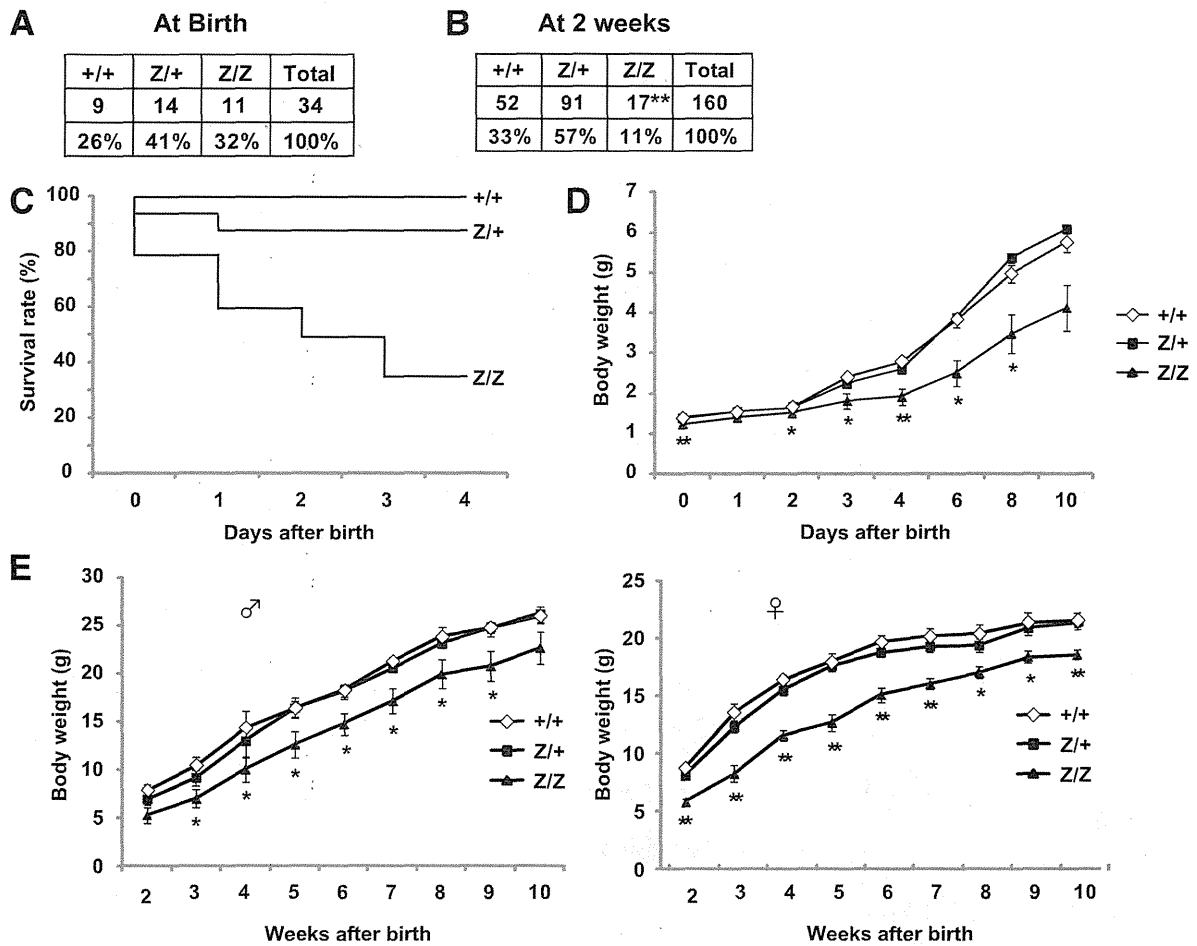 A At Birth
+/+ Z/+ Z/Z Total
9 14 11 34
26% 41% 32% 100%
B At 2 weeks
+/+ Z/+ Z/Z Total
52 91 17** 160
33% 57% 11% 100%
C
Survival rate (%)
100
80
60
40
20
0
+/+
Z/+
Z/Z
0 1 2 3 4
Days after birth
D
Body weight (g)
7
6
5
4
3
2
1
0
** * * ** * *
0 1 2 3 4 6 8 10
Days after birth
+/+
Z/+
Z/Z
E
♂
Body weight (g)
30
25
20
15
10
5
0
* * * * * * *
+/+
Z/+
Z/Z
2 3 4 5 6 7 8 9 10
Weeks after birth
♀
Body weight (g)
25
20
15
10
5
0
** ** ** ** ** ** * * **
+/+
Z/+
Z/Z
2 3 4 5 6 7 8 9 10
Weeks after birth